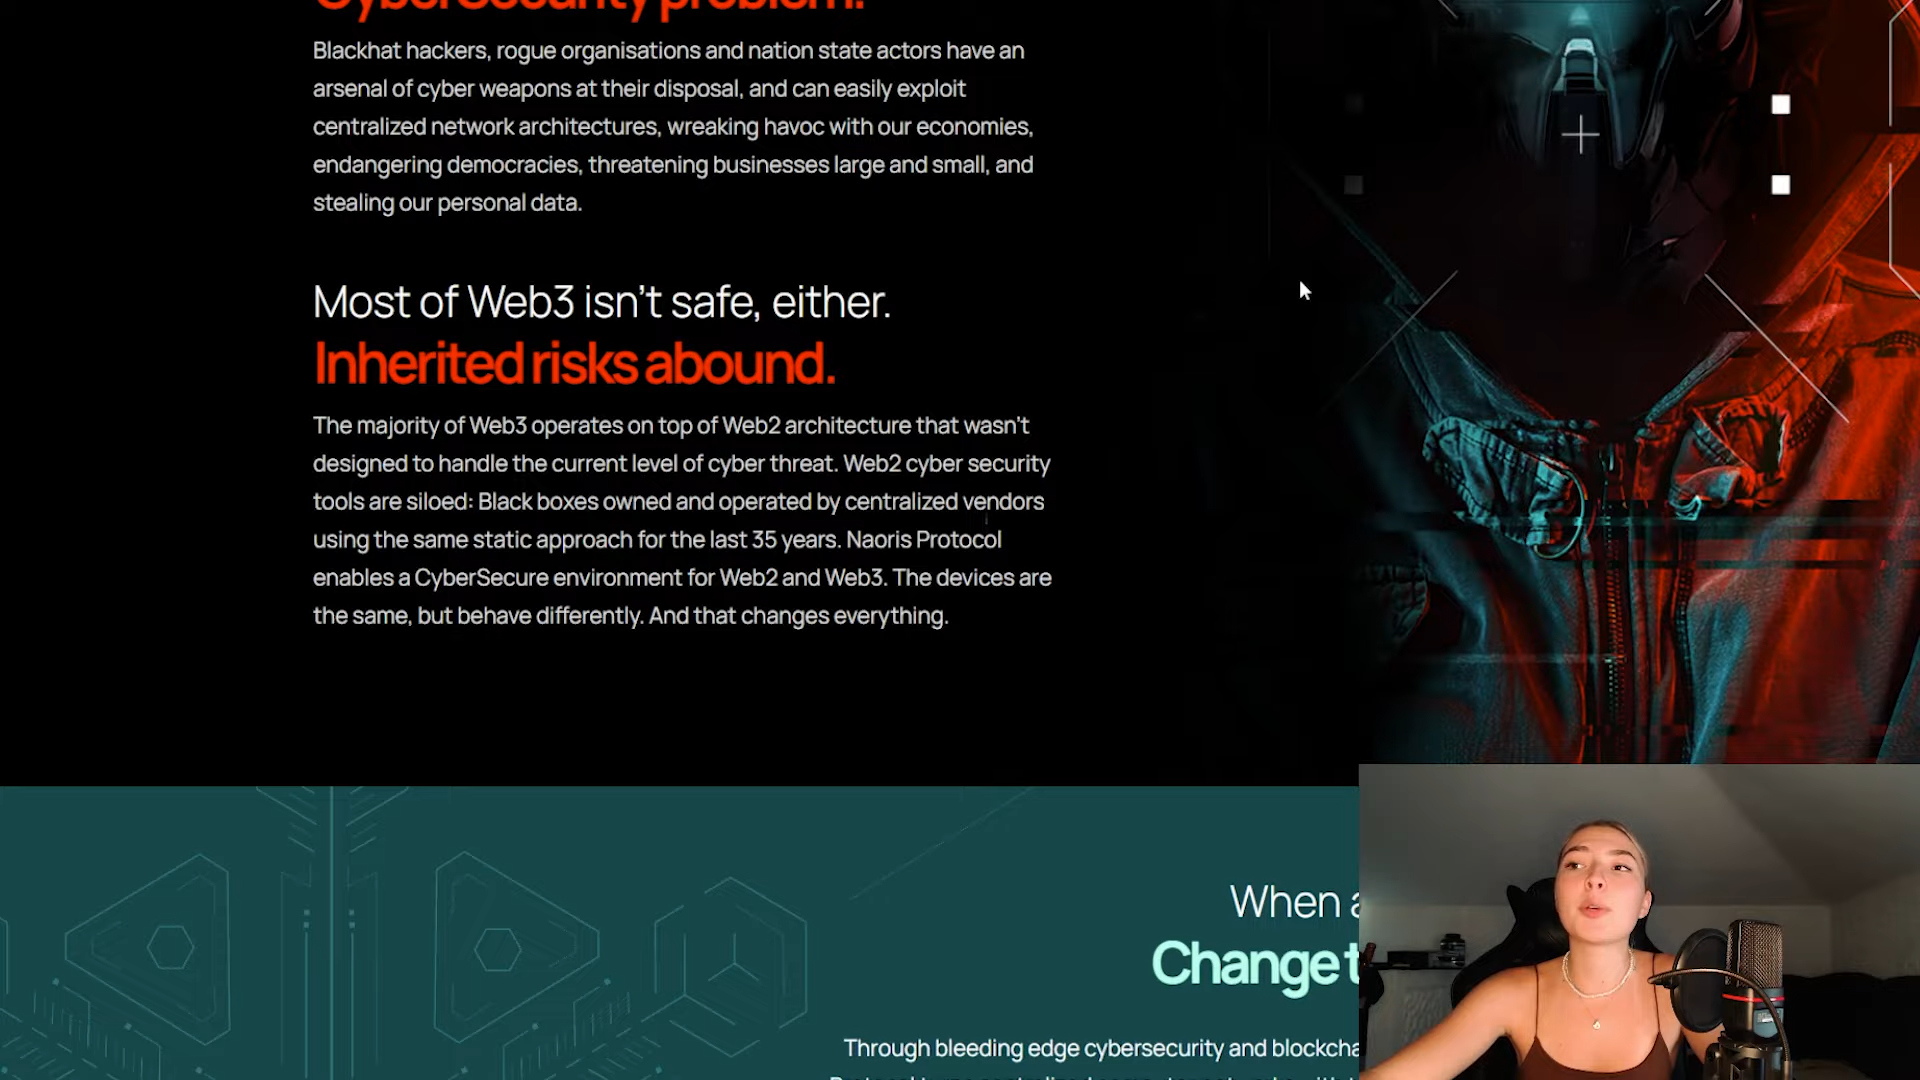 CyberSecurity problem.
Blackhat hackers, rogue organisations and nation state actors have an
arsenal of cyber weapons at their disposal, and can easily exploit
centralized network architectures, wreaking havoc with our economies,
endangering democracies, threatening businesses large and small, and
stealing our personal data.
Most of Web3 isn't safe, either.
Inherited risks abound.
The majority of Web3 operates on top of Web2 architecture that wasn't
designed to handle the current level of cyber threat. Web2 cyber security
tools are siloed: Black boxes owned and operated by centralized vendors
using the same static approach for the last 35 years. Naoris Protocol
enables a CyberSecure environment for Web2 and Web3. The devices are
the same, but behave differently. And that changes everything.
When
Change
Through bleeding edge cybersecurity and